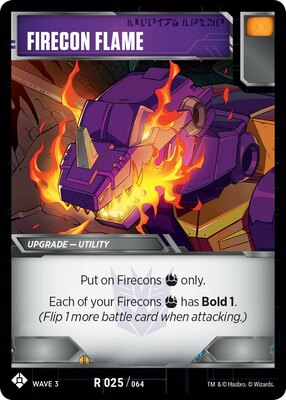 FIRECON FLAME
UPGRADE — UTILITY
Put on Firecons only.
Each of your Firecons has Bold 1.
(Flip 1 more battle card when attacking.)
WAVE 3 R 025/064 TM & © Hasbro. © Wizards.